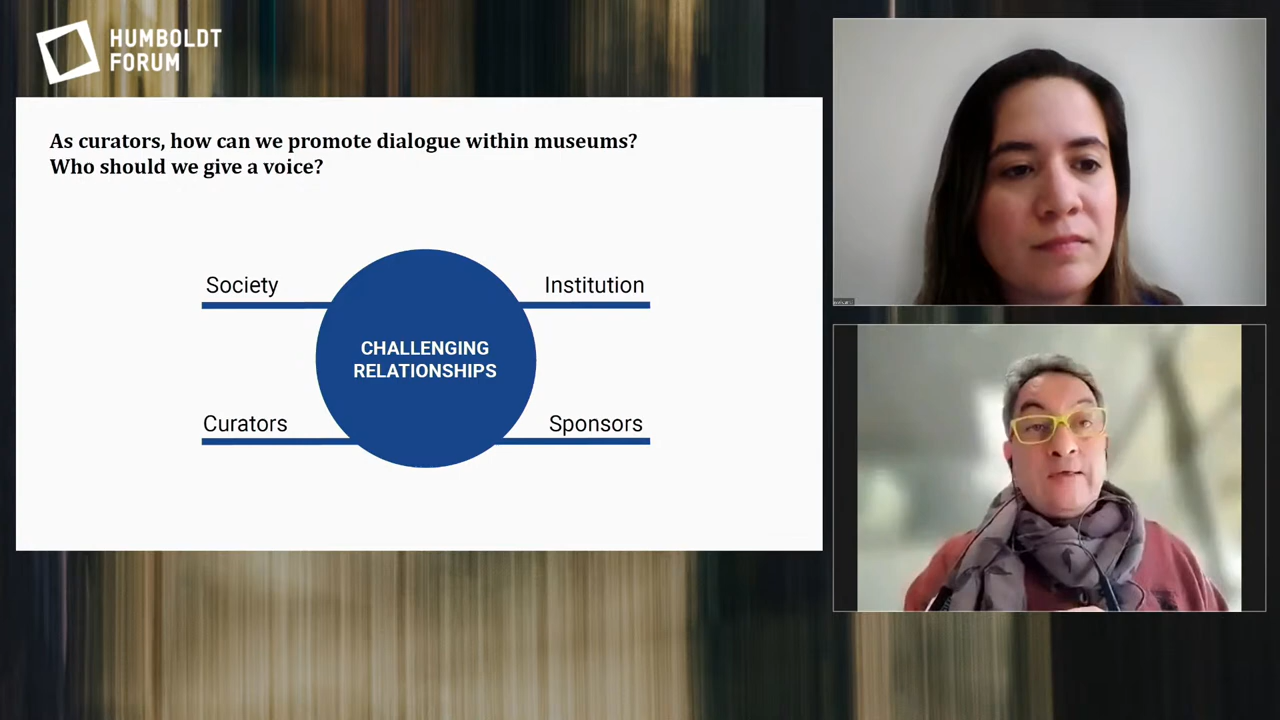 HUMBOLDT
FORUM
As curators, how can we promote dialogue within museums?
Who should we give a voice?
Society
Institution
CHALLENGING
RELATIONSHIPS
Curators
Sponsors